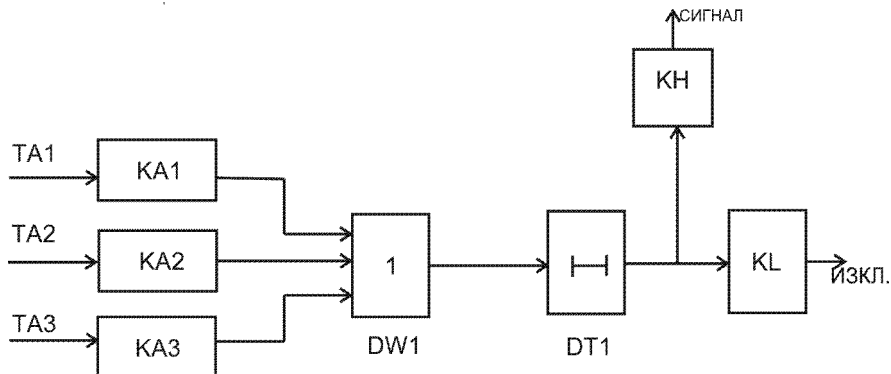 СИГНАЛ
KH
TA1
KA1
TA2
KA2
1
KL
ИЗКЛ.
TA3
KA3
DW1
DT1